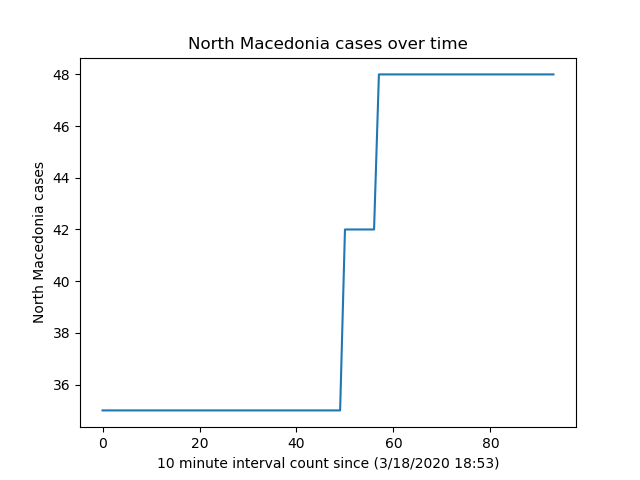 North Macedonia cases over time
48
46
44
42
40
38
36
North Macedonia cases
0 20 40 60 80
10 minute interval count since (3/18/2020 18:53)